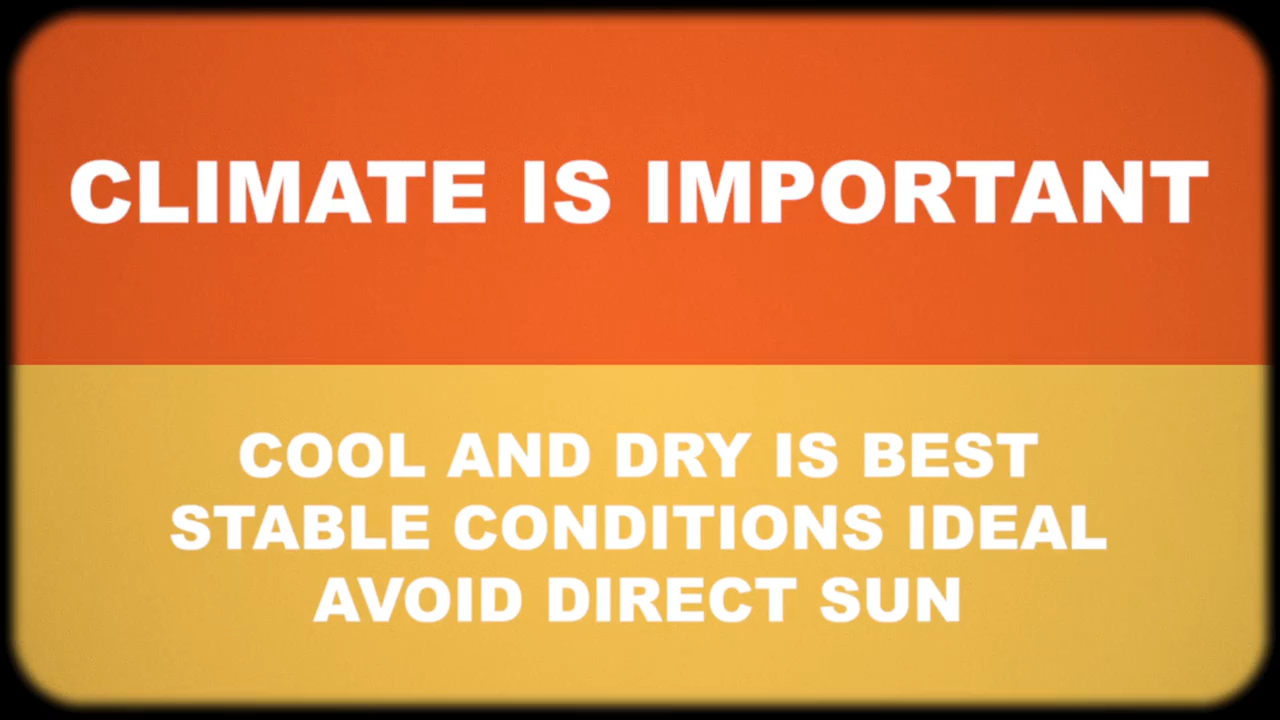 CLIMATE IS IMPORTANT
COOL AND DRY IS BEST
STABLE CONDITIONS IDEAL
AVOID DIRECT SUN